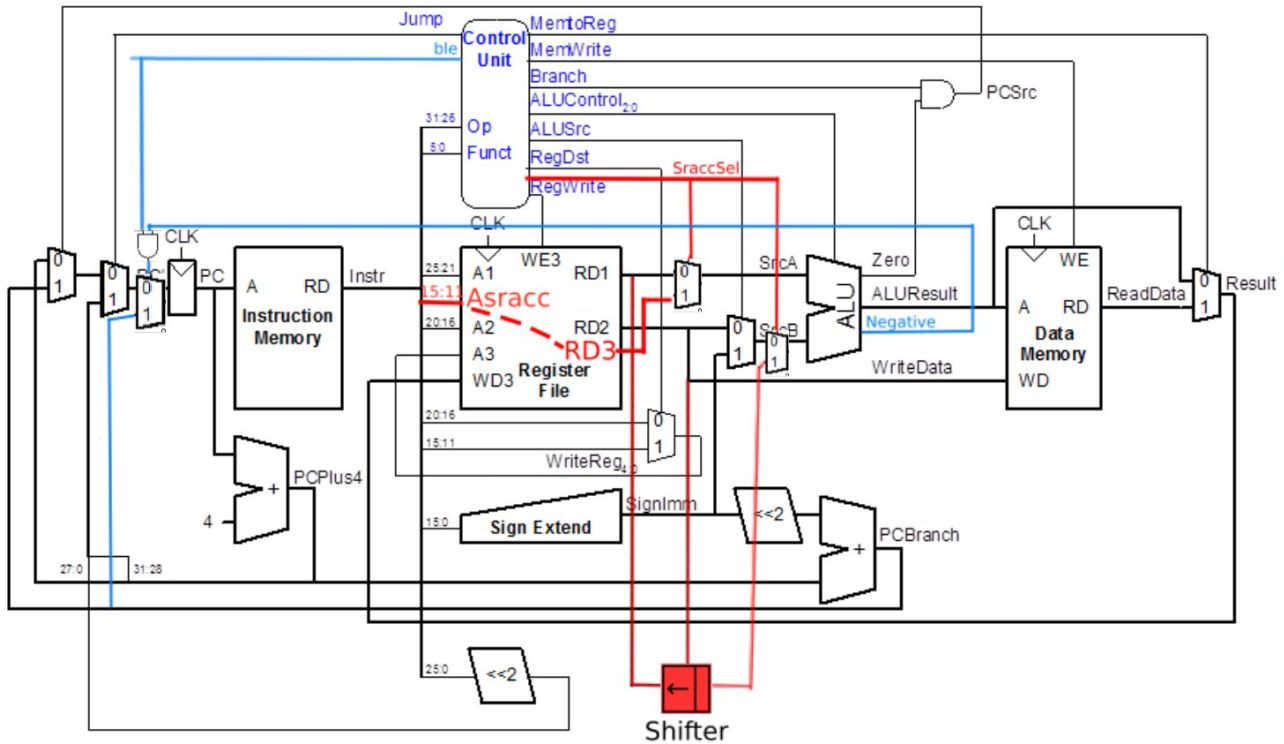 Jump
MemtoReg
ble
Control
Unit
MemWrite
Branch
PCSrc
ALUControl2:0
31:26
Op
ALUSrc
5:0
Funct
RegDst
SraccSel
RegWrite
CLK
CLK
CLK
0
1
0
1
0
1
PC
A
RD
Instruction
Memory
Instr
25:21
A1
WE3
RD1
0
1
SrcA
Zero
WE
0
1
Result
15:11
Asracc
ALU
ALUResult
A
RD
ReadData
20:16
A2
RD2
0
1
0
1
Negative
Data
Memory
RD3
A3
Register
File
WD3
WriteData
WD
20:16
0
1
15:11
WriteReg4:0
PCPlus4
+
4
SignImm
15:0
Sign Extend
<<2
PCBranch
+
27:0
31:28
25:0
<<2
←
Shifter